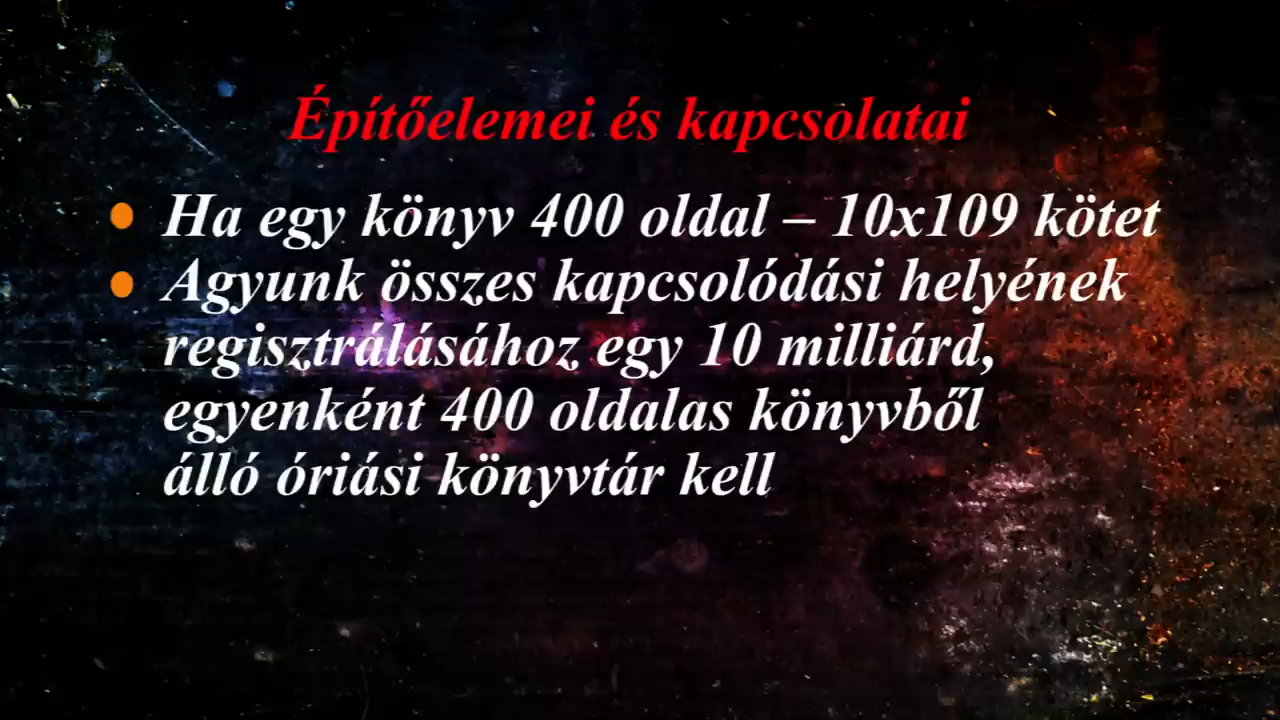 Építőelemei és kapcsolatai
Ha egy könyv 400 oldal – 10x109 kötet
Agyunk összes kapcsolódási helyének
regisztrálásához egy 10 milliárd,
egyenként 400 oldalas könyvből
álló óriási könyvtár kell